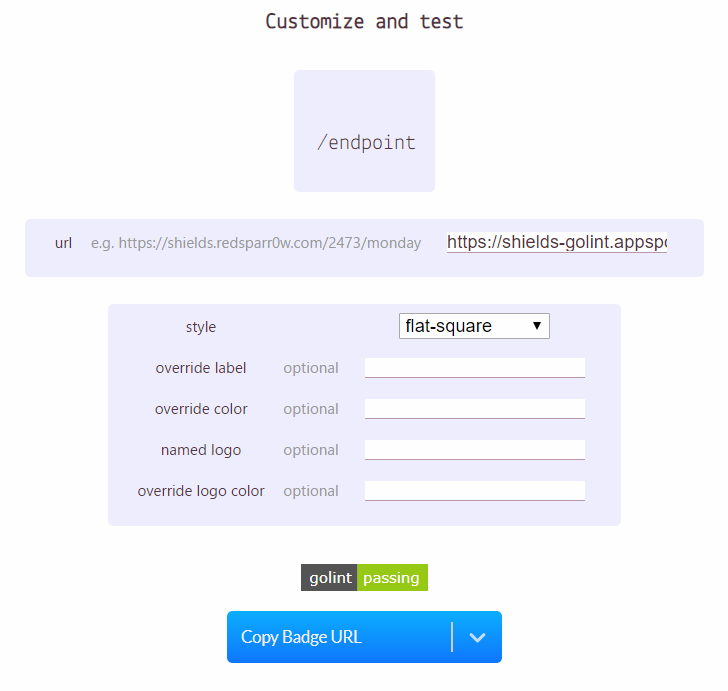 Customize and test
/endpoint
url e.g. https://shields.redsparr0w.com/2473/monday https://shields-golint.appspo
style flat-square
override label optional
override color optional
named logo optional
override logo color optional
golint passing
Copy Badge URL